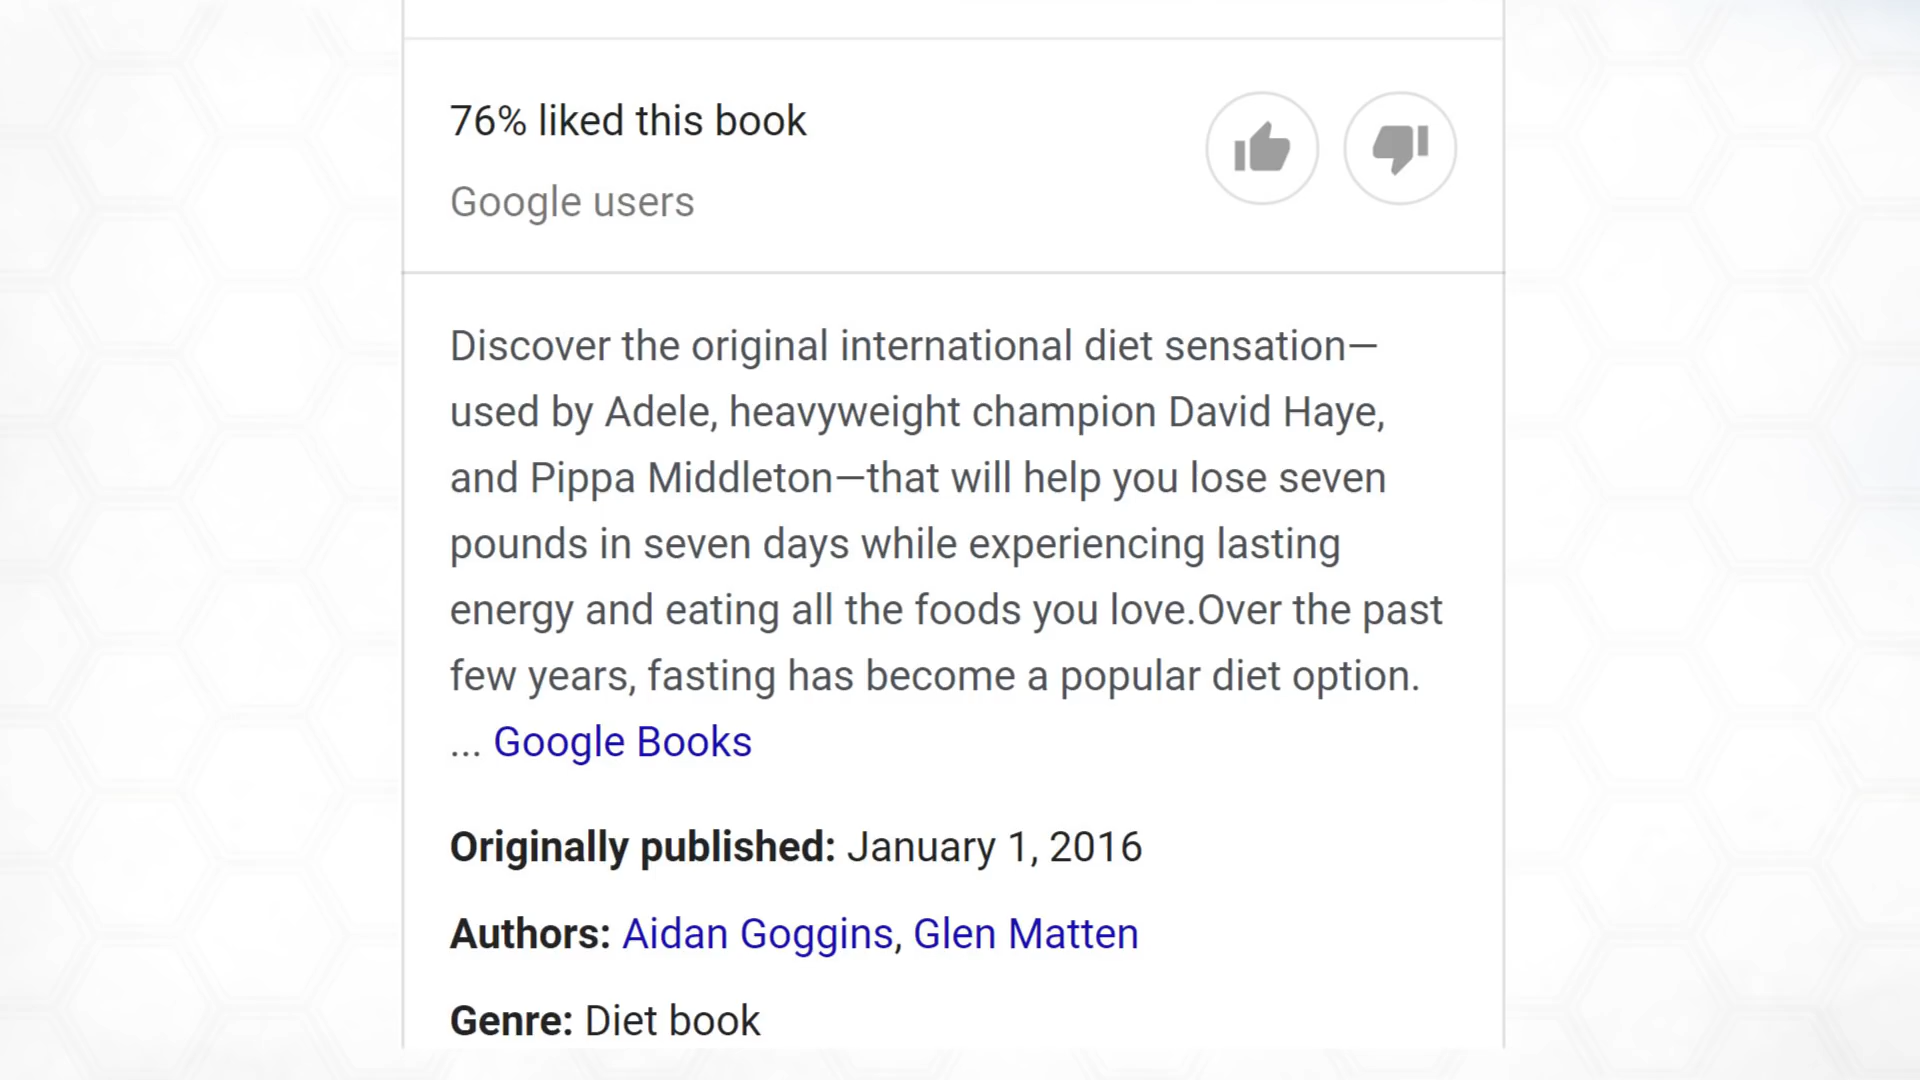 76% liked this book
Google users
Discover the original international diet sensation—
used by Adele, heavyweight champion David Haye,
and Pippa Middleton—that will help you lose seven
pounds in seven days while experiencing lasting
energy and eating all the foods you love.Over the past
few years, fasting has become a popular diet option.
... Google Books
Originally published: January 1, 2016
Authors: Aidan Goggins, Glen Matten
Genre: Diet book